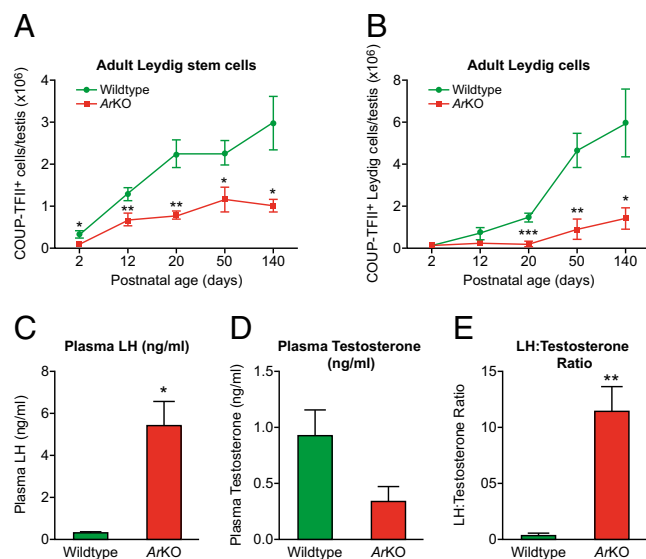 A
Adult Leydig stem cells
COUP-TFII⁺ cells/testis (x10⁶)
Wildtype
ArKO
4
3
2
1
0
*
**
**
*
*
2
12
20
50
140
Postnatal age (days)
B
Adult Leydig cells
COUP-TFII⁺ Leydig cells/testis (x10⁶)
Wildtype
ArKO
8
6
4
2
0
***
**
*
2
12
20
50
140
Postnatal age (days)
C
Plasma LH (ng/ml)
Plasma LH (ng/ml)
8
6
4
2
0
*
Wildtype
ArKO
D
Plasma Testosterone
(ng/ml)
Plasma Testosterone (ng/ml)
1.5
1.0
0.5
0
Wildtype
ArKO
E
LH:Testosterone
Ratio
LH:Testosterone Ratio
15
10
05
0
**
Wildtype
ArKO